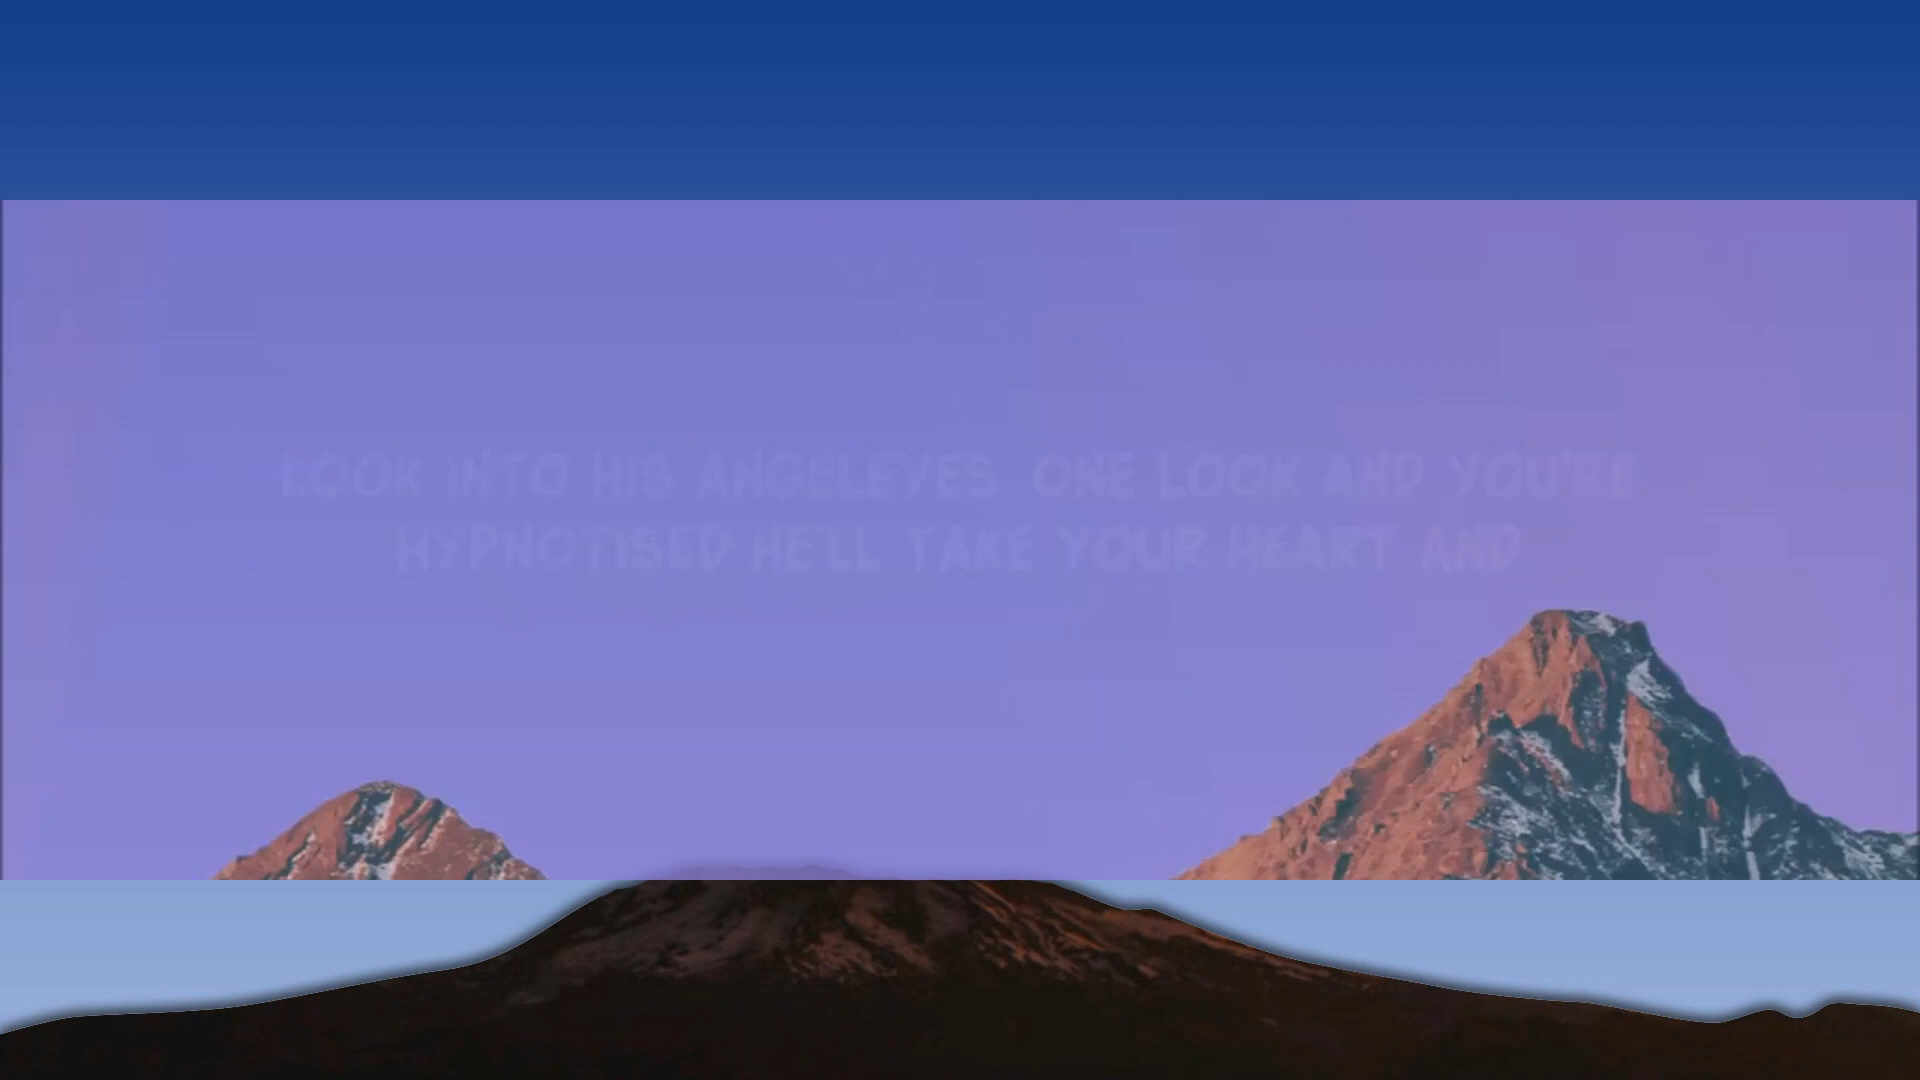 LOOK INTO HIS ANGELEYES, ONE LOOK AND YOU'RE
HYPNOTISED HE'LL TAKE YOUR HEART AND